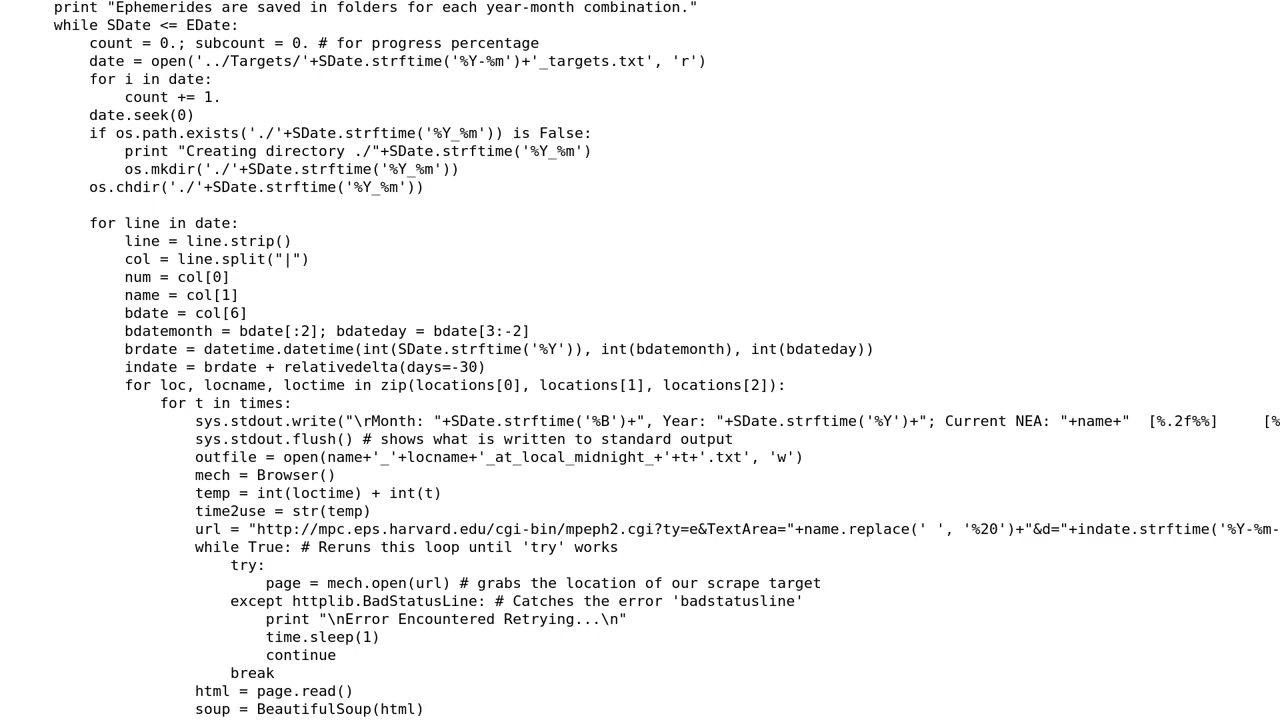 print "Ephemerides are saved in folders for each year-month combination."
while SDate <= EDate:
    count = 0.; subcount = 0. # for progress percentage
    date = open('../Targets/'+SDate.strftime('%Y-%m')+'_targets.txt', 'r')
    for i in date:
        count += 1.
    date.seek(0)
    if os.path.exists('./'+SDate.strftime('%Y_%m')) is False:
        print "Creating directory ./"+SDate.strftime('%Y_%m')
        os.mkdir('./'+SDate.strftime('%Y_%m'))
    os.chdir('./'+SDate.strftime('%Y_%m'))

    for line in date:
        line = line.strip()
        col = line.split("|")
        num = col[0]
        name = col[1]
        bdate = col[6]
        bdatemonth = bdate[:2]; bdateday = bdate[3:-2]
        brdate = datetime.datetime(int(SDate.strftime('%Y')), int(bdatemonth), int(bdateday))
        indate = brdate + relativedelta(days=-30)
        for loc, locname, loctime in zip(locations[0], locations[1], locations[2]):
            for t in times:
                sys.stdout.write("\rMonth: "+SDate.strftime('%B')+", Year: "+SDate.strftime('%Y')+"; Current NEA: "+name+"  [%.2f%%]     [%
                sys.stdout.flush() # shows what is written to standard output
                outfile = open(name+'_'+locname+'_at_local_midnight_+'+t+'.txt', 'w')
                mech = Browser()
                temp = int(loctime) + int(t)
                time2use = str(temp)
                url = "http://mpc.eps.harvard.edu/cgi-bin/mpeph2.cgi?ty=e&TextArea="+name.replace(' ', '%20')+"&d="+indate.strftime('%Y-%m-
                while True: # Reruns this loop until 'try' works
                    try:
                        page = mech.open(url) # grabs the location of our scrape target
                    except httplib.BadStatusLine: # Catches the error 'badstatusline'
                        print "\nError Encountered Retrying...\n"
                        time.sleep(1)
                        continue
                    break
                html = page.read()
                soup = BeautifulSoup(html)